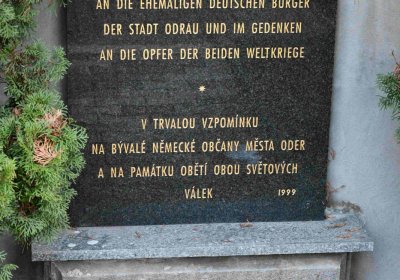 AN DIE EHEMALIGEN DEUTSCHEN BÜRGER
DER STADT ODRAU UND IM GEDENKEN
AN DIE OPFER DER BEIDEN WELTKRIEGE
*
V TRVALOU VZPOMÍNKU
NA BÝVALÉ NĚMECKÉ OBČANY MĚSTA ODER
A NA PAMÁTKU OBĚTÍ OBOU SVĚTOVÝCH
VÁLEK 1999